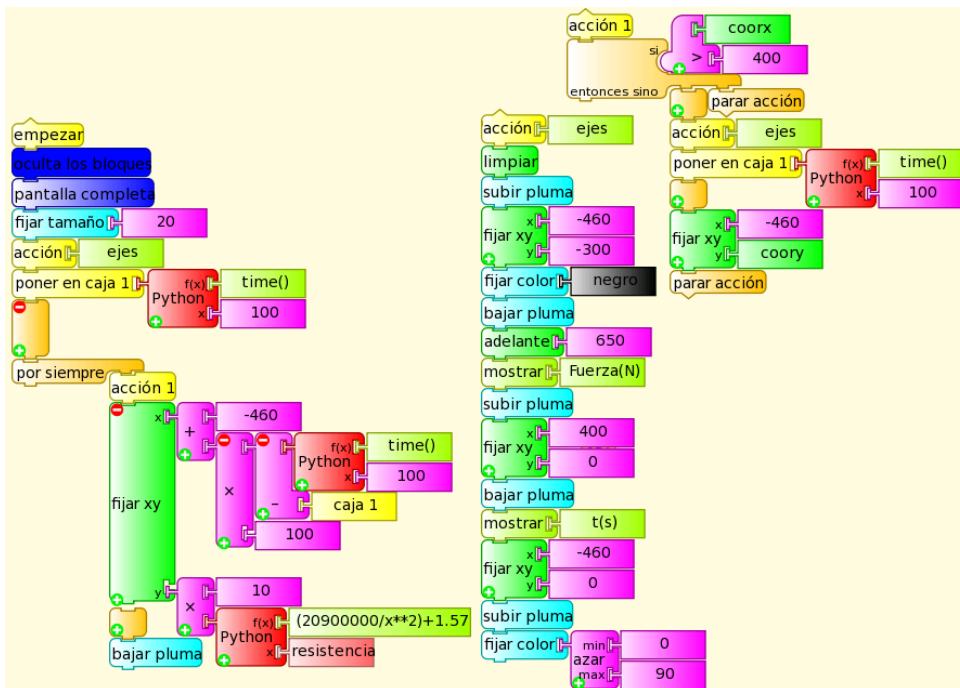 empezar
oculta los bloques
pantalla completa
fijar tamaño 20
acción ejes
poner en caja 1 Python f(x) time()
x 100
por siempre
acción 1
fijar xy x + -460
× - Python f(x) time()
x 100
caja 1
100
y × 10
Python f(x) (20900000/x**2)+1.57
x resistencia
bajar pluma
acción ejes
limpiar
subir pluma
fijar xy x -460
y -300
fijar color negro
bajar pluma
adelante 650
mostrar Fuerza(N)
subir pluma
fijar xy x 400
y 0
bajar pluma
mostrar t(s)
fijar xy x -460
y 0
subir pluma
fijar color azar min 0
max 90
acción 1
si coorx
> 400
entonces sino
parar acción
acción ejes
poner en caja 1 Python f(x) time()
x 100
fijar xy x -460
y coory
parar acción